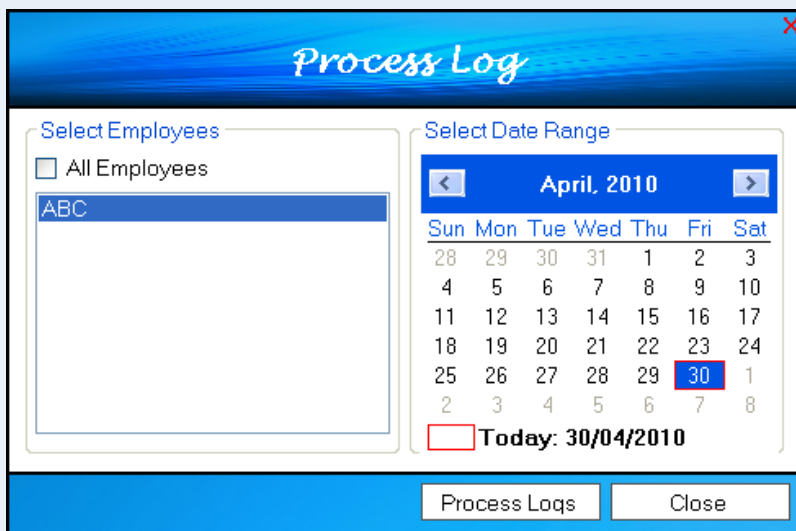 Process Log
Select Employees
All Employees
ABC
Select Date Range
April, 2010
Sun Mon Tue Wed Thu Fri Sat
28 29 30 31 1 2 3
4 5 6 7 8 9 10
11 12 13 14 15 16 17
18 19 20 21 22 23 24
25 26 27 28 29 30 1
2 3 4 5 6 7 8
Today: 30/04/2010
Process Logs
Close